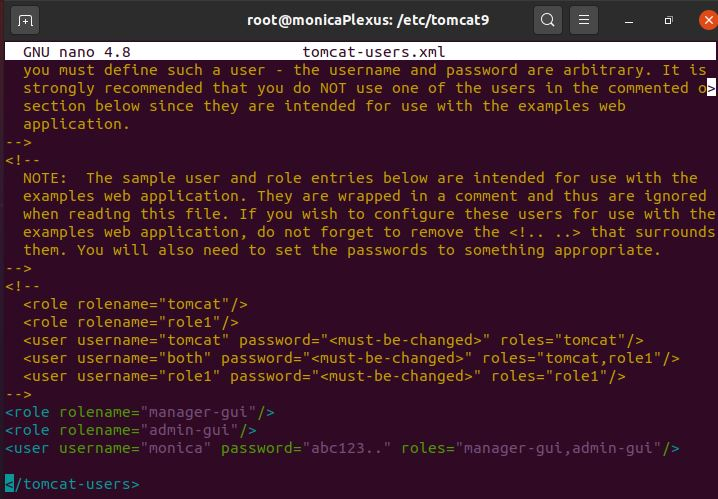 root@monicaPlexus: /etc/tomcat9
GNU nano 4.8 tomcat-users.xml
you must define such a user - the username and password are arbitrary. It is
strongly recommended that you do NOT use one of the users in the commented o>
section below since they are intended for use with the examples web
application.
-->
<!--
NOTE:  The sample user and role entries below are intended for use with the
examples web application. They are wrapped in a comment and thus are ignored
when reading this file. If you wish to configure these users for use with the
examples web application, do not forget to remove the <!.. ..> that surrounds
them. You will also need to set the passwords to something appropriate.
-->
<!--
<role rolename="tomcat"/>
<role rolename="role1"/>
<user username="tomcat" password="<must-be-changed>" roles="tomcat"/>
<user username="both" password="<must-be-changed>" roles="tomcat,role1"/>
<user username="role1" password="<must-be-changed>" roles="role1"/>
-->
<role rolename="manager-gui"/>
<role rolename="admin-gui"/>
<user username="monica" password="abc123.." roles="manager-gui,admin-gui"/>
</tomcat-users>